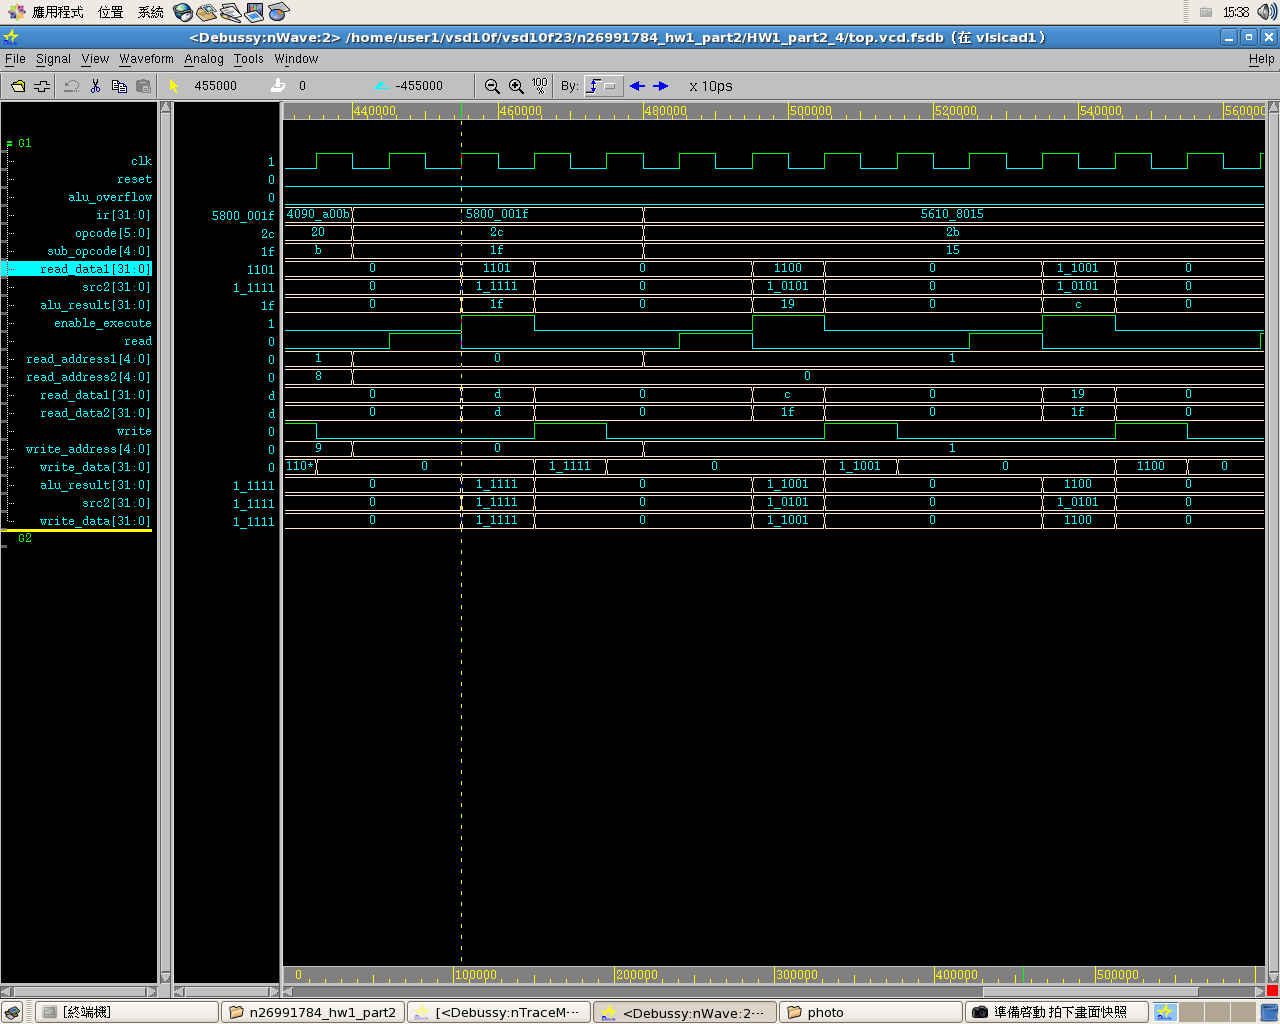 應用程式 位置 系統 15:38
<Debussy:nWave:2> /home/user1/vsd10f/vsd10f23/n26991784_hw1_part2/HW1_part2_4/top.vcd.fsdb (在 vlsicad1)
File Signal View Waveform Analog Tools Window Help
455000 0 -455000 100% By: x 10ps
440000 460000 480000 500000 520000 540000 560000
G1
clk 1
reset 0
alu_overflow 0
ir[31:0] 5800_001f 4090_a00b 5800_001f 5610_8015
opcode[5:0] 2c 20 2c 2b
sub_opcode[4:0] 1f b 1f 15
read_data1[31:0] 1101 0 1101 0 1100 0 1_1001 0
src2[31:0] 1_1111 0 1_1111 0 1_0101 0 1_0101 0
alu_result[31:0] 1f 0 1f 0 19 0 c 0
enable_execute 1
read 0
read_address1[4:0] 0 1 0 1
read_address2[4:0] 0 8 0
read_data1[31:0] d 0 d 0 c 0 19 0
read_data2[31:0] d 0 d 0 1f 0 1f 0
write 0
write_address[4:0] 0 9 0 1
write_data[31:0] 0 110* 0 1_1111 0 1_1001 0 1100 0
alu_result[31:0] 1_1111 0 1_1111 0 1_1001 0 1100 0
src2[31:0] 1_1111 0 1_1111 0 1_0101 0 1_0101 0
write_data[31:0] 1_1111 0 1_1111 0 1_1001 0 1100 0
G2
0 100000 200000 300000 400000 500000
[終端機] n26991784_hw1_part2 [<Debussy:nTraceM··· <Debussy:nWave:2··· photo 準備啓動 拍下畫面快照